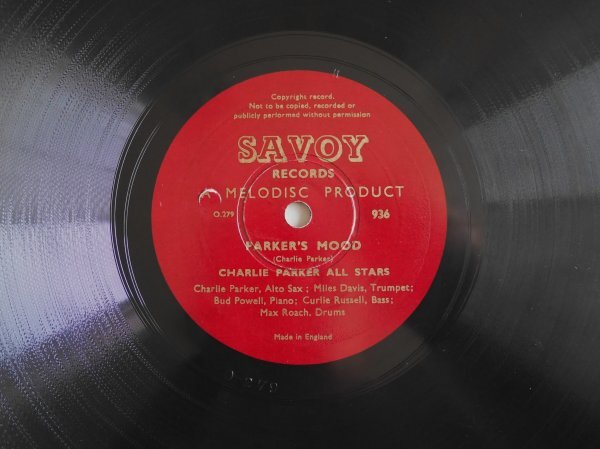 Copyright record.
Not to be copied, recorded or
publicly performed without permission
SAVOY
RECORDS
A MELODISC PRODUCT
O.279 936
PARKER'S MOOD
(Charlie Parker)
CHARLIE PARKER ALL STARS
Charlie Parker, Alto Sax ; Miles Davis, Trumpet;
Bud Powell, Piano; Curlie Russell, Bass;
Max Roach, Drums
Made in England